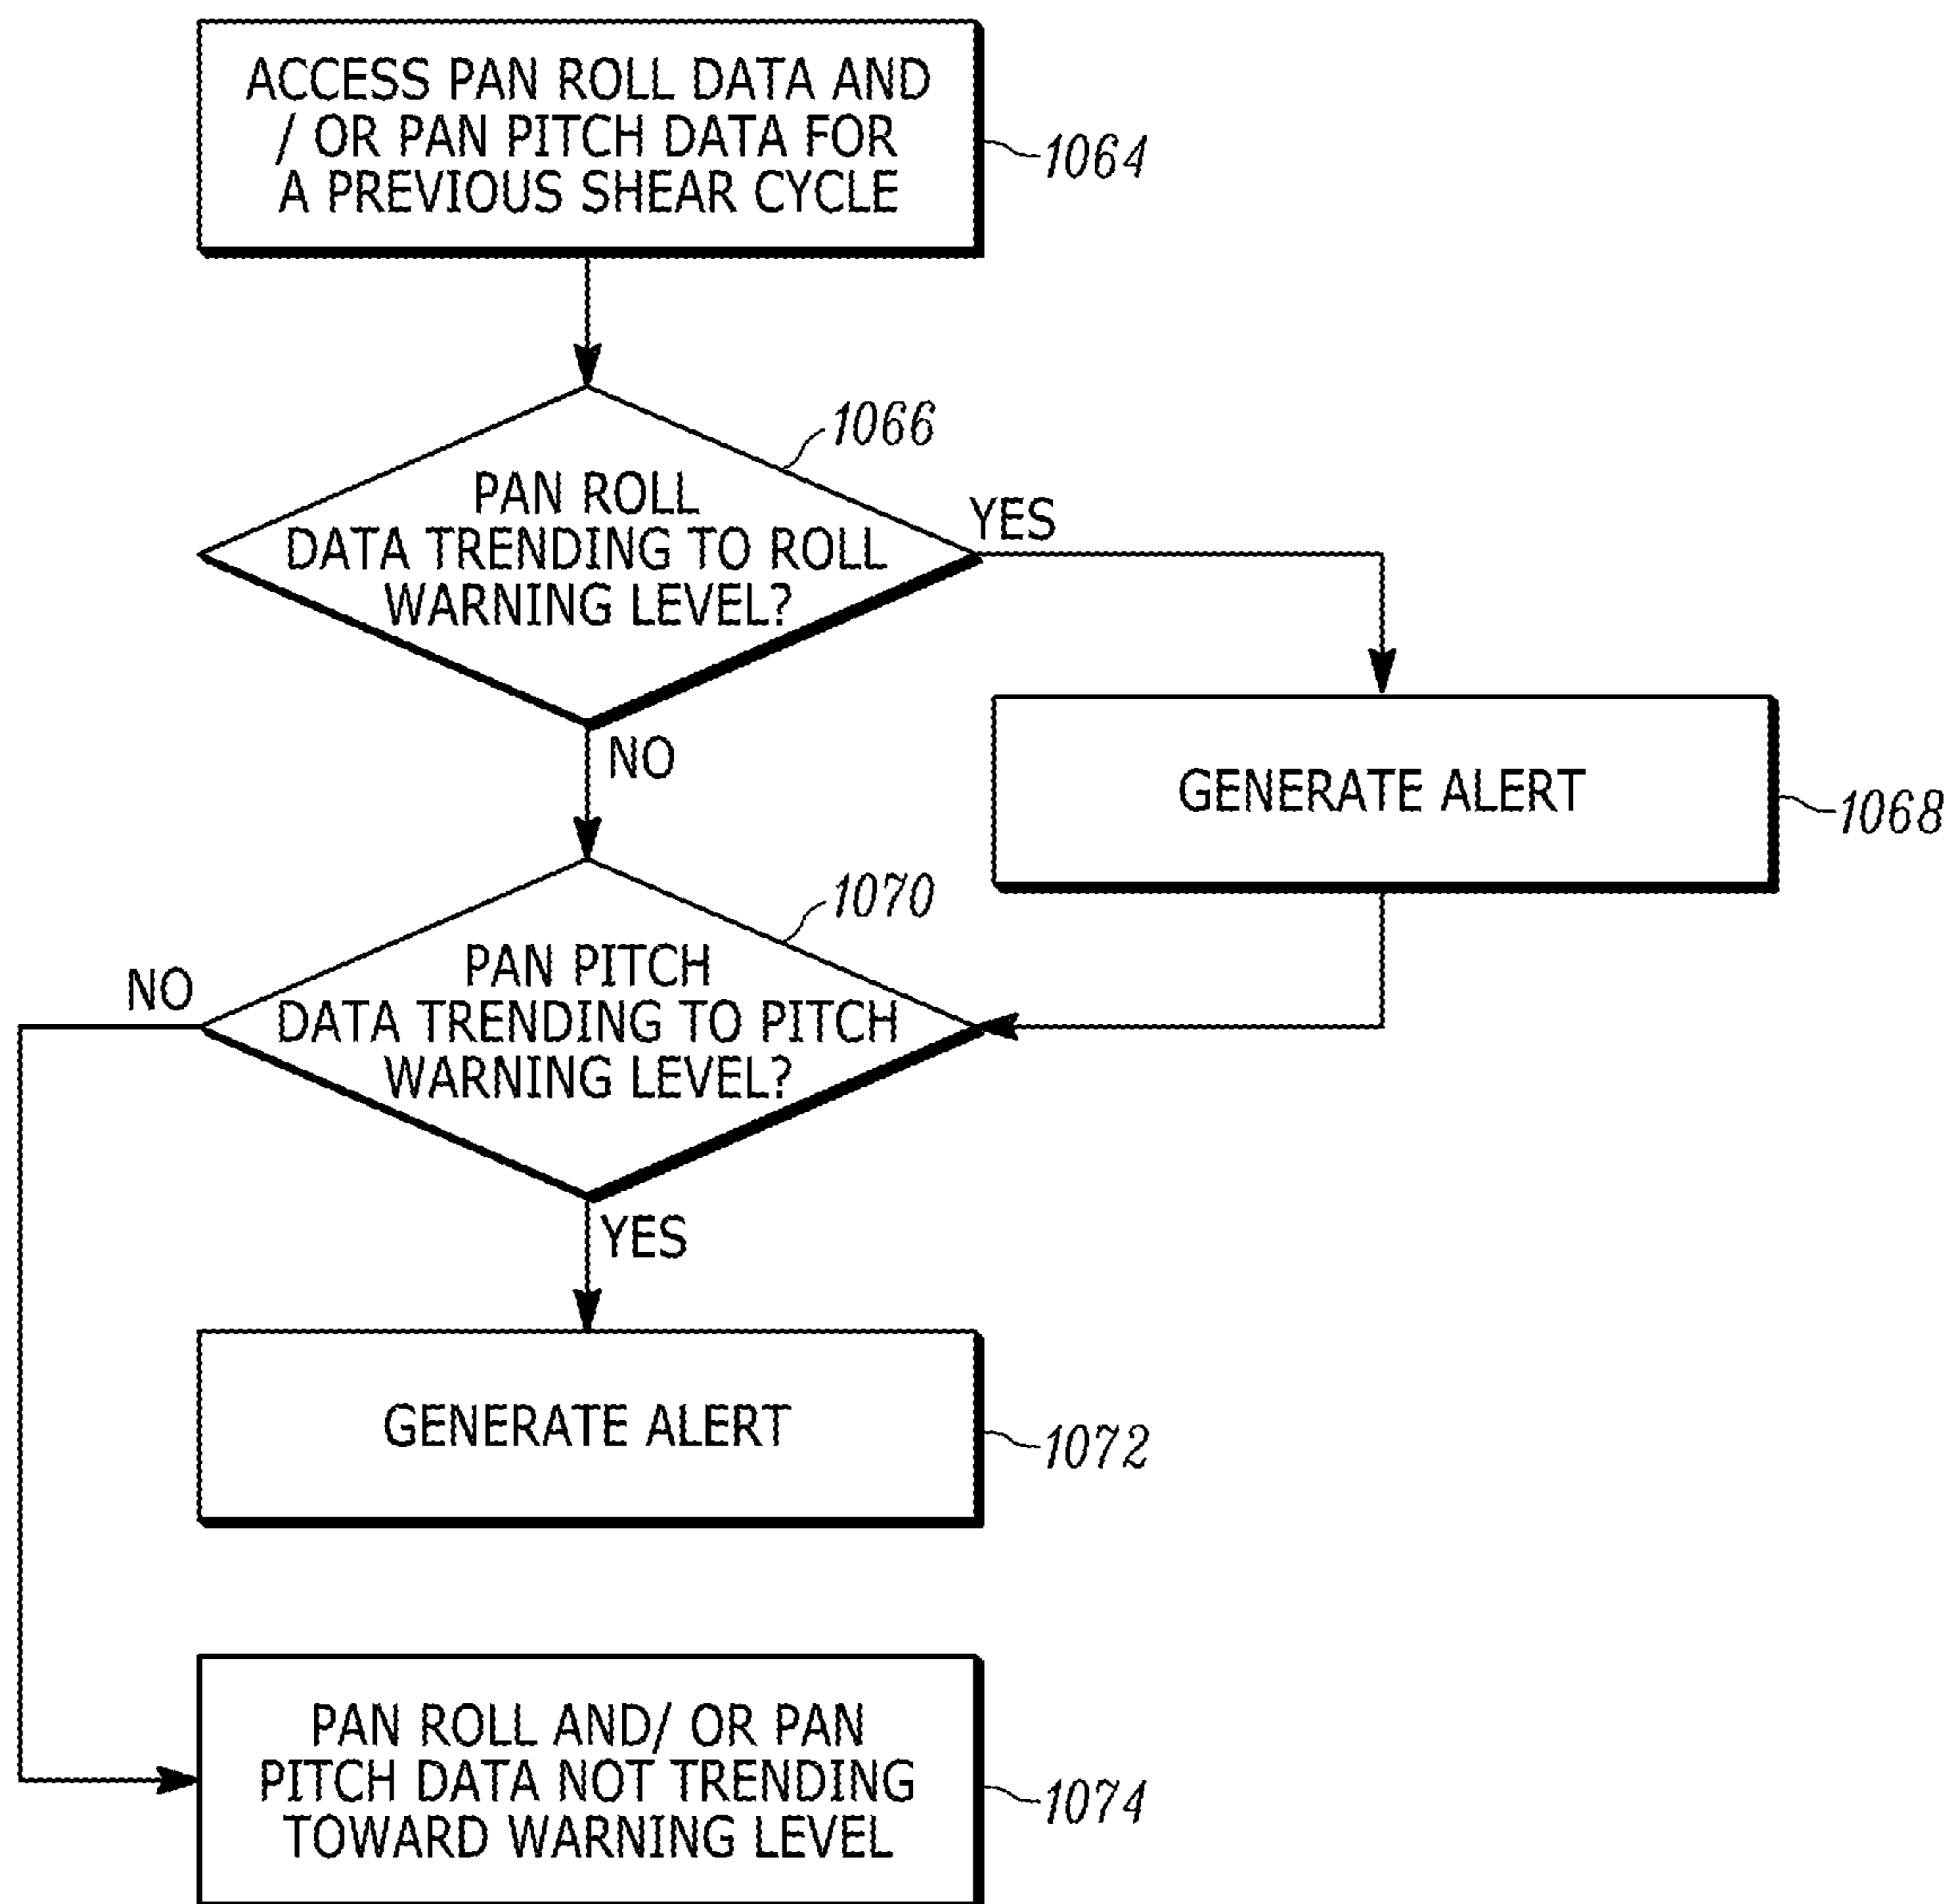 ACCESS PAN ROLL DATA AND
/ OR PAN PITCH DATA FOR
A PREVIOUS SHEAR CYCLE
1064
1066
PAN ROLL
DATA TRENDING TO ROLL
WARNING LEVEL?
YES
NO
GENERATE ALERT
1068
1070
PAN PITCH
DATA TRENDING TO PITCH
WARNING LEVEL?
NO
YES
GENERATE ALERT
1072
PAN ROLL AND/ OR PAN
PITCH DATA NOT TRENDING
TOWARD WARNING LEVEL
1074